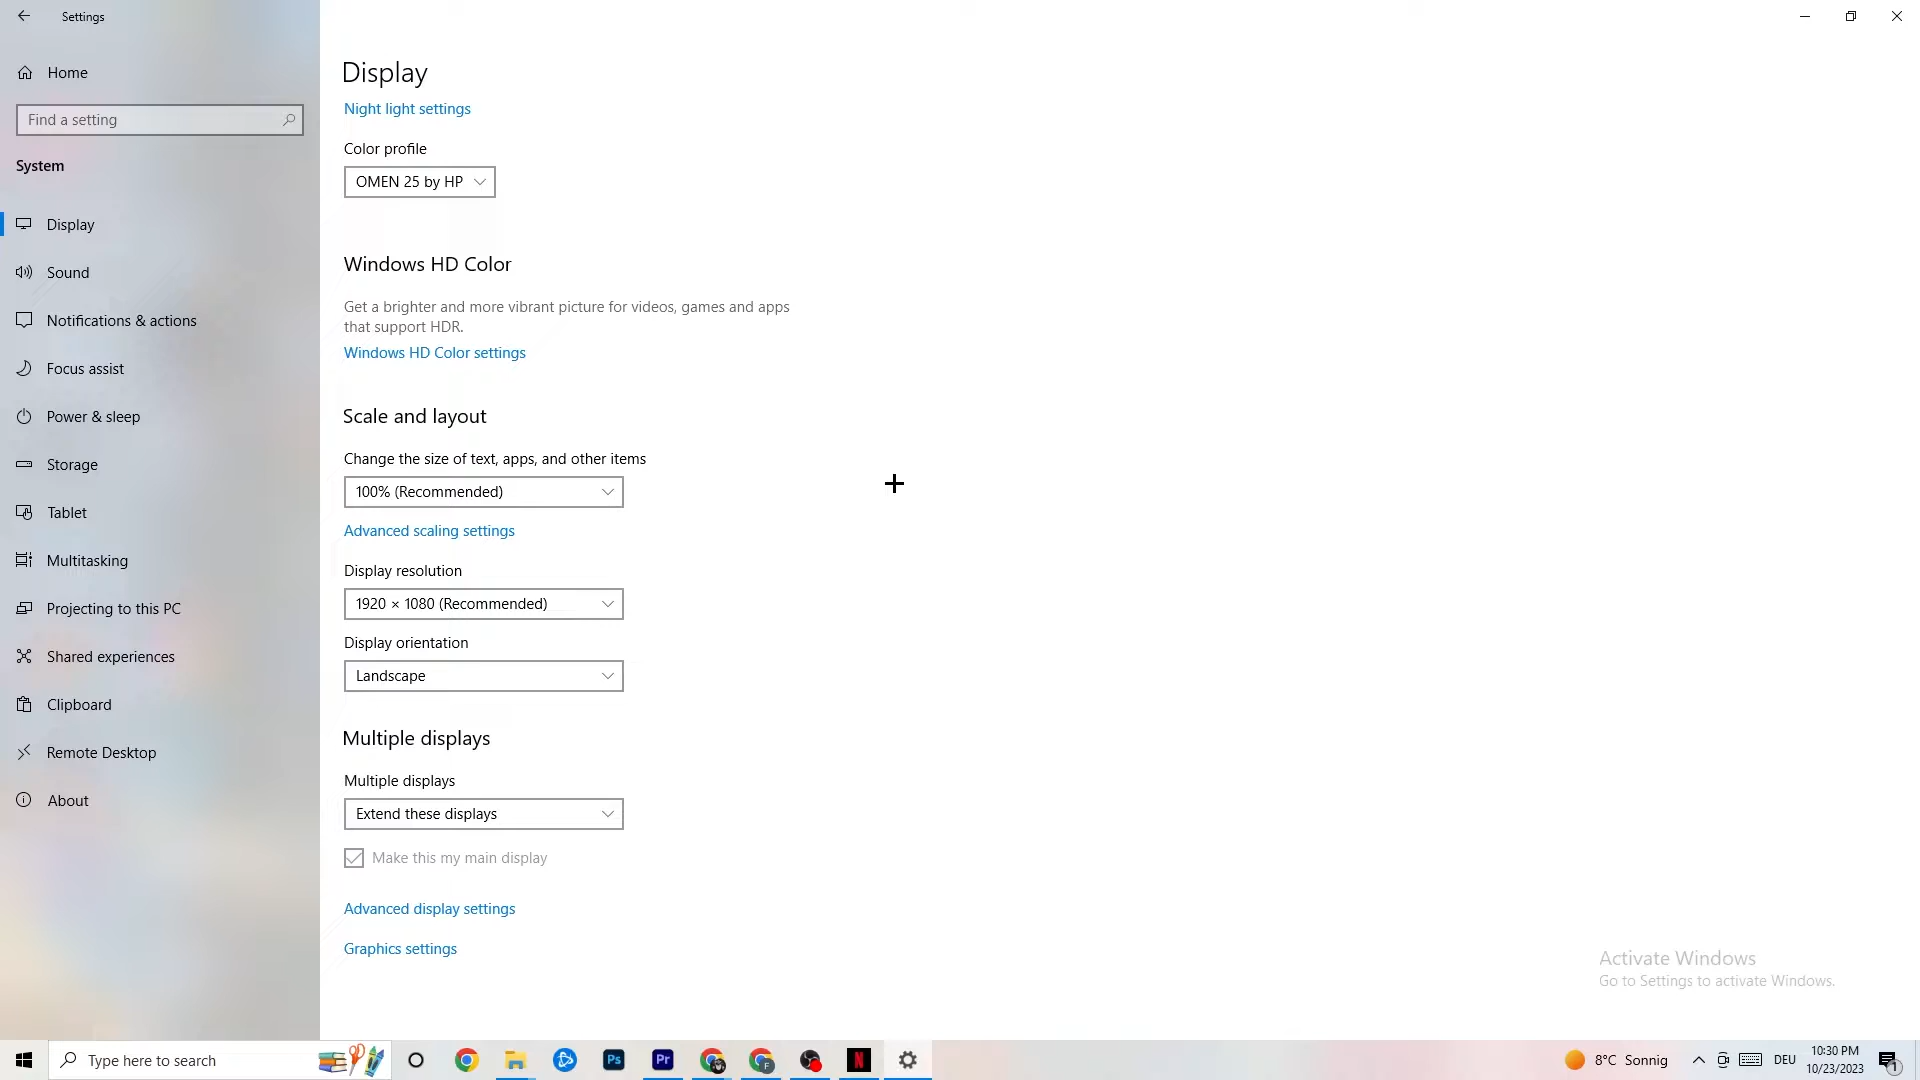 Settings
Home
Find a setting
System
Display
Sound
Notifications & actions
Focus assist
Power & sleep
Storage
Tablet
Multitasking
Projecting to this PC
Shared experiences
Clipboard
Remote Desktop
About
Display
Night light settings
Color profile
OMEN 25 by HP
Windows HD Color
Get a brighter and more vibrant picture for videos, games and apps
that support HDR.
Windows HD Color settings
Scale and layout
Change the size of text, apps, and other items
100% (Recommended)
Advanced scaling settings
Display resolution
1920 × 1080 (Recommended)
Display orientation
Landscape
Multiple displays
Multiple displays
Extend these displays
Make this my main display
Advanced display settings
Graphics settings
Activate Windows
Go to Settings to activate Windows.
Type here to search
Ps
Pr
F
N
8°C Sonnig
DEU
10:30 PM
10/23/2023
1